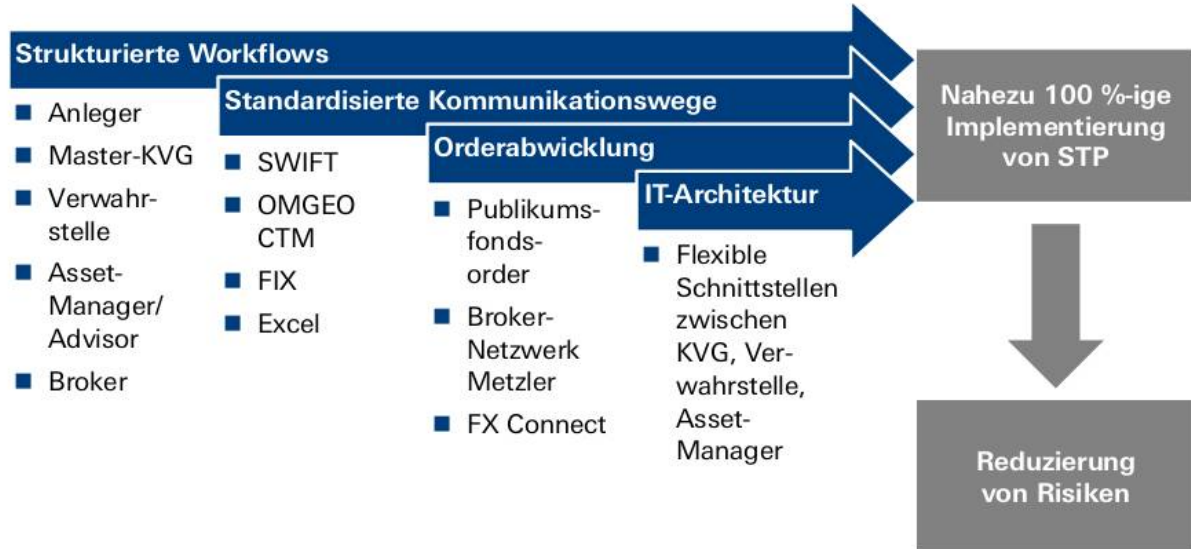 Strukturierte Workflows
Anleger
Master-KVG
Verwahr-
stelle
Asset-
Manager/
Advisor
Broker
Standardisierte Kommunikationswege
SWIFT
OMGEO
CTM
FIX
Excel
Orderabwicklung
Publikums-
fonds-
order
Broker-
Netzwerk
Metzler
FX Connect
IT-Architektur
Flexible
Schnittstellen
zwischen
KVG, Ver-
wahrstelle,
Asset-
Manager
Nahezu 100 %-ige
Implementierung
von STP
Reduzierung
von Risiken